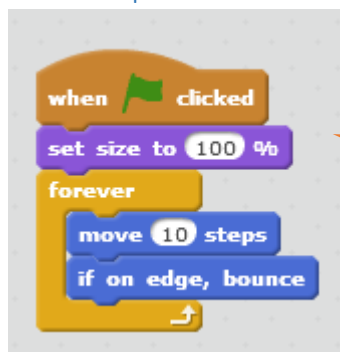 when clicked
set size to 100 %
forever
move 10 steps
if on edge, bounce